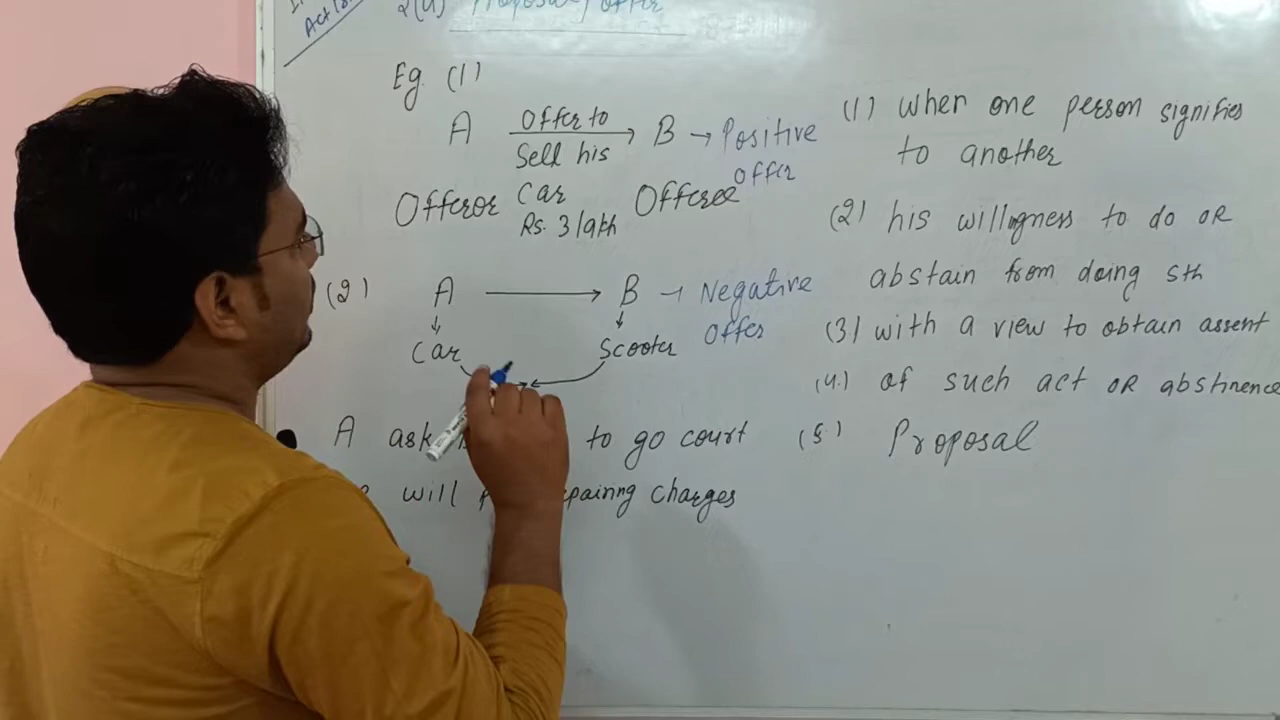 Act
2(a) Proposal / offer
Eg. (1)
A Offer to B → Positive
Sell his Offer
Offeror Car Offeree
Rs. 3 lakh
(2) A → B → Negative
Car Scooter Offer
A ask to go court
will repairing charges
(1) When one person signifies
to another
(2) his willingness to do OR
abstain from doing sth
(3) with a view to obtain assent
(4.) of such act OR abstinence
(5) Proposal